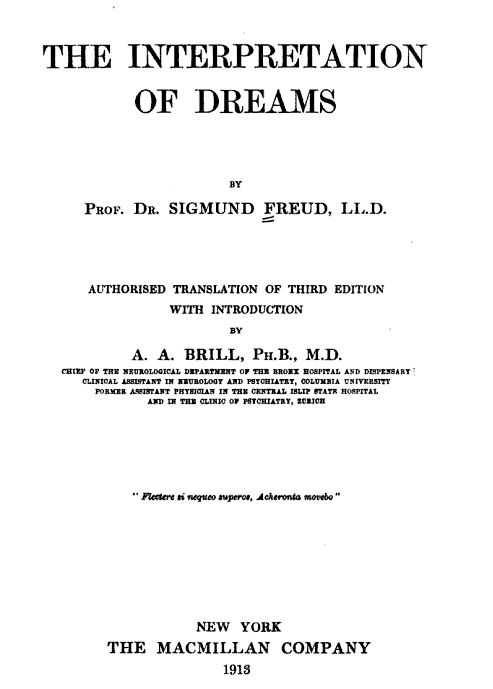 THE INTERPRETATION
OF DREAMS
BY
PROF. DR. SIGMUND FREUD, LL.D.
AUTHORISED TRANSLATION OF THIRD EDITION
WITH INTRODUCTION
BY
A. A. BRILL, PH.B., M.D.
CHIEF OF THE NEUROLOGICAL DEPARTMENT OF THE BRONX HOSPITAL AND DISPENSARY
CLINICAL ASSISTANT IN NEUROLOGY AND PSYCHIATRY, COLUMBIA UNIVERSITY
FORMER ASSISTANT PHYSICIAN IN THE CENTRAL ISLIP STATE HOSPITAL
AND IN THE CLINIC OF PSYCHIATRY, ZURICH
"Flectere si nequeo superos, Acheronta movebo"
NEW YORK
THE MACMILLAN COMPANY
1913